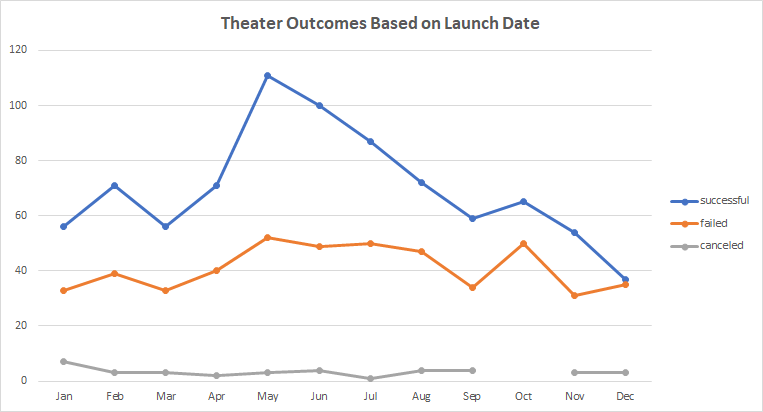 Theater Outcomes Based on Launch Date
120
100
80
60
40
20
0
Jan Feb Mar Apr May Jun Jul Aug Sep Oct Nov Dec
successful
failed
canceled